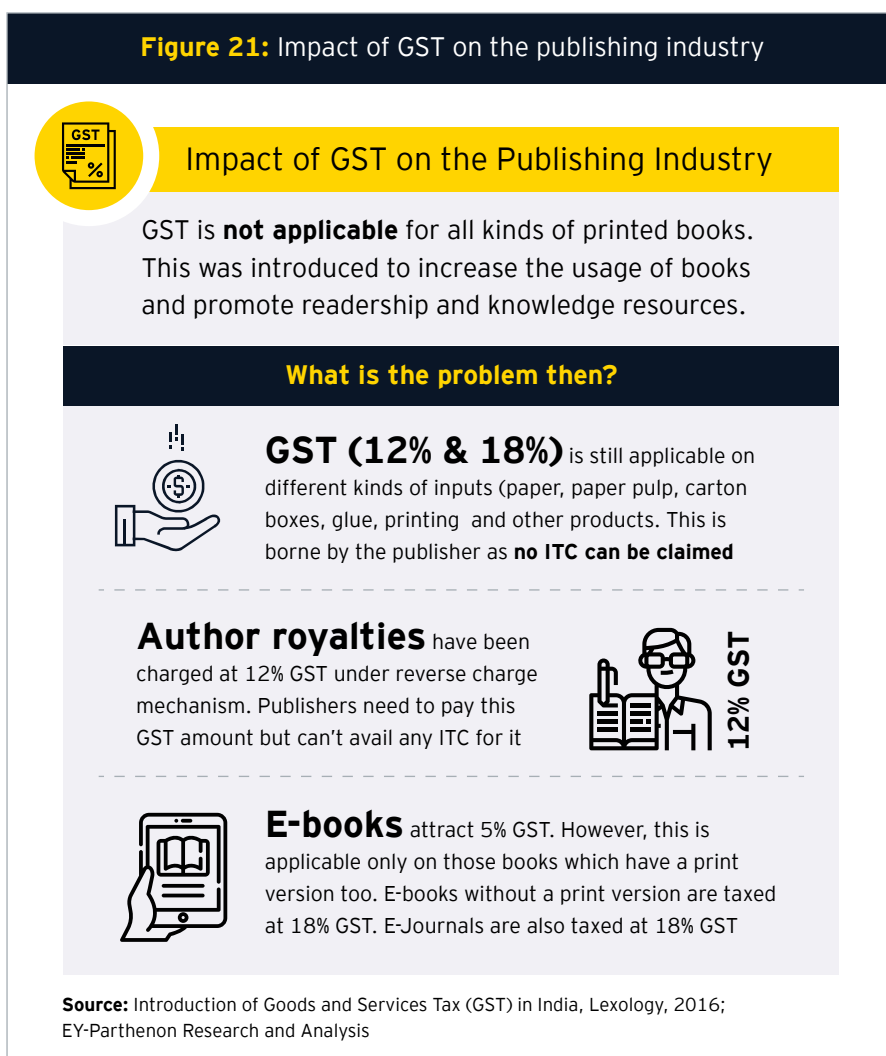 Figure 21: Impact of GST on the publishing industry
GST
%
Impact of GST on the Publishing Industry
GST is not applicable for all kinds of printed books.
This was introduced to increase the usage of books
and promote readership and knowledge resources.
What is the problem then?
GST (12% & 18%) is still applicable on
different kinds of inputs (paper, paper pulp, carton
boxes, glue, printing and other products. This is
borne by the publisher as no ITC can be claimed
$
Author royalties have been
charged at 12% GST under reverse charge
mechanism. Publishers need to pay this
GST amount but can't avail any ITC for it
12% GST
E-books attract 5% GST. However, this is
applicable only on those books which have a print
version too. E-books without a print version are taxed
at 18% GST. E-Journals are also taxed at 18% GST
Source: Introduction of Goods and Services Tax (GST) in India, Lexology, 2016;
EY-Parthenon Research and Analysis